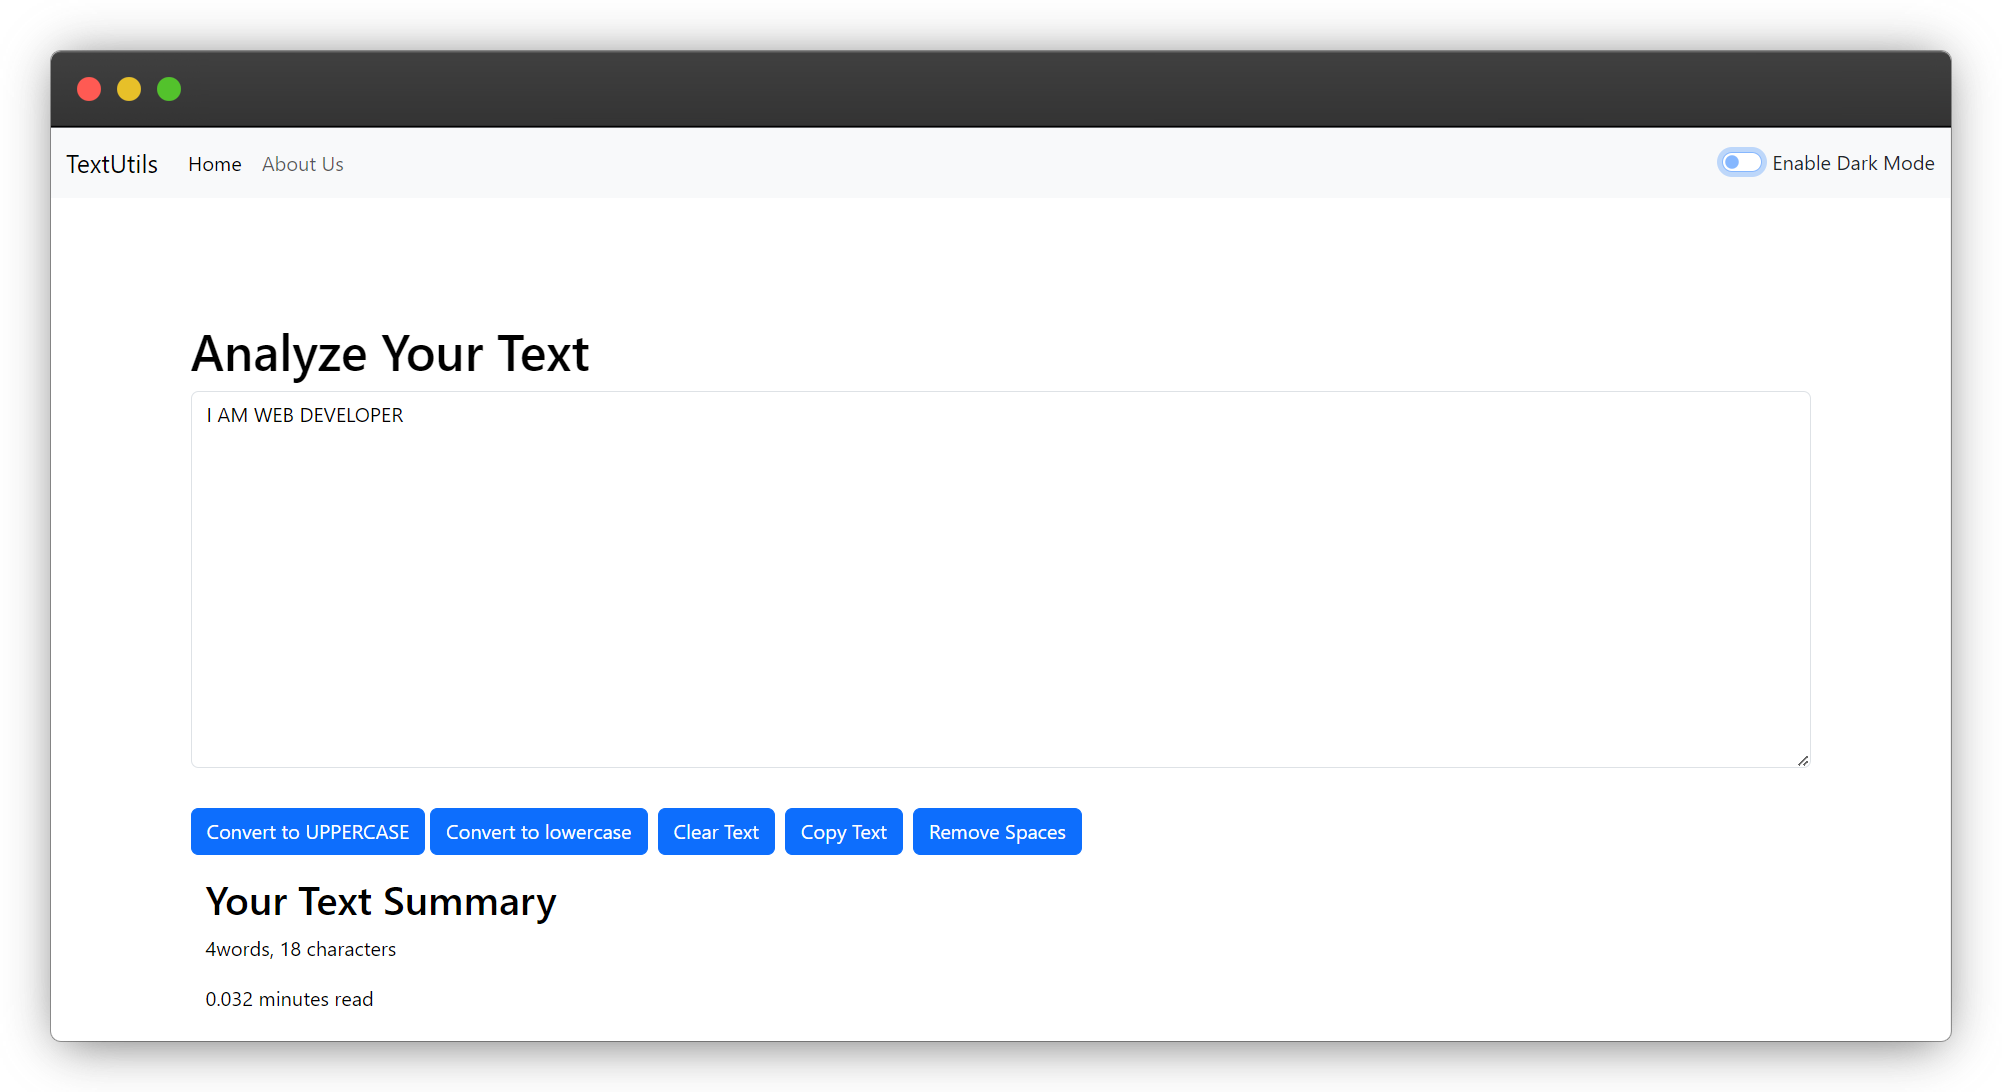 TextUtils Home About Us Enable Dark Mode
Analyze Your Text
I AM WEB DEVELOPER
Convert to UPPERCASE Convert to lowercase Clear Text Copy Text Remove Spaces
Your Text Summary
4words, 18 characters
0.032 minutes read